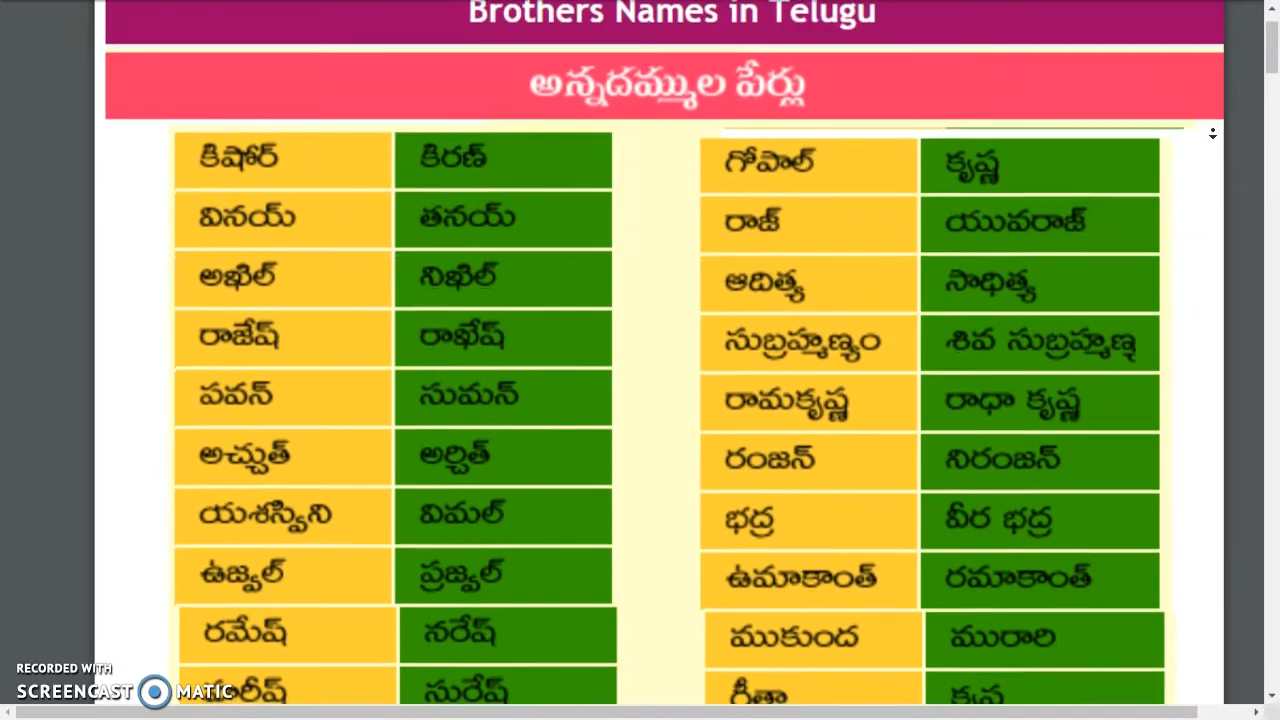 Brothers Names in Telugu
అన్నదమ్ముల పేర్లు
కిషోర్ కిరణ్ గోపాల్ కృష్ణ
వినయ్ తనయ్ రాజ్ యువరాజ్
అఖిల్ నిఖిల్ ఆదిత్య సాధిత్య
రాజేష్ రాఖేష్ సుబ్రహ్మణ్యం శివ సుబ్రహ్మణ్య
పవన్ సుమన్ రామకృష్ణ రాధా కృష్ణ
అచ్చుత్ అర్చిత్ రంజన్ నిరంజన్
యశస్విని విమల్ భద్ర వీర భద్ర
ఉజ్వల్ ప్రజ్వల్ ఉమాకాంత్ రమాకాంత్
రమేష్ నరేష్ ముకుంద మురారి
సురేష్ గీతా
RECORDED WITH
SCREENCAST MATIC